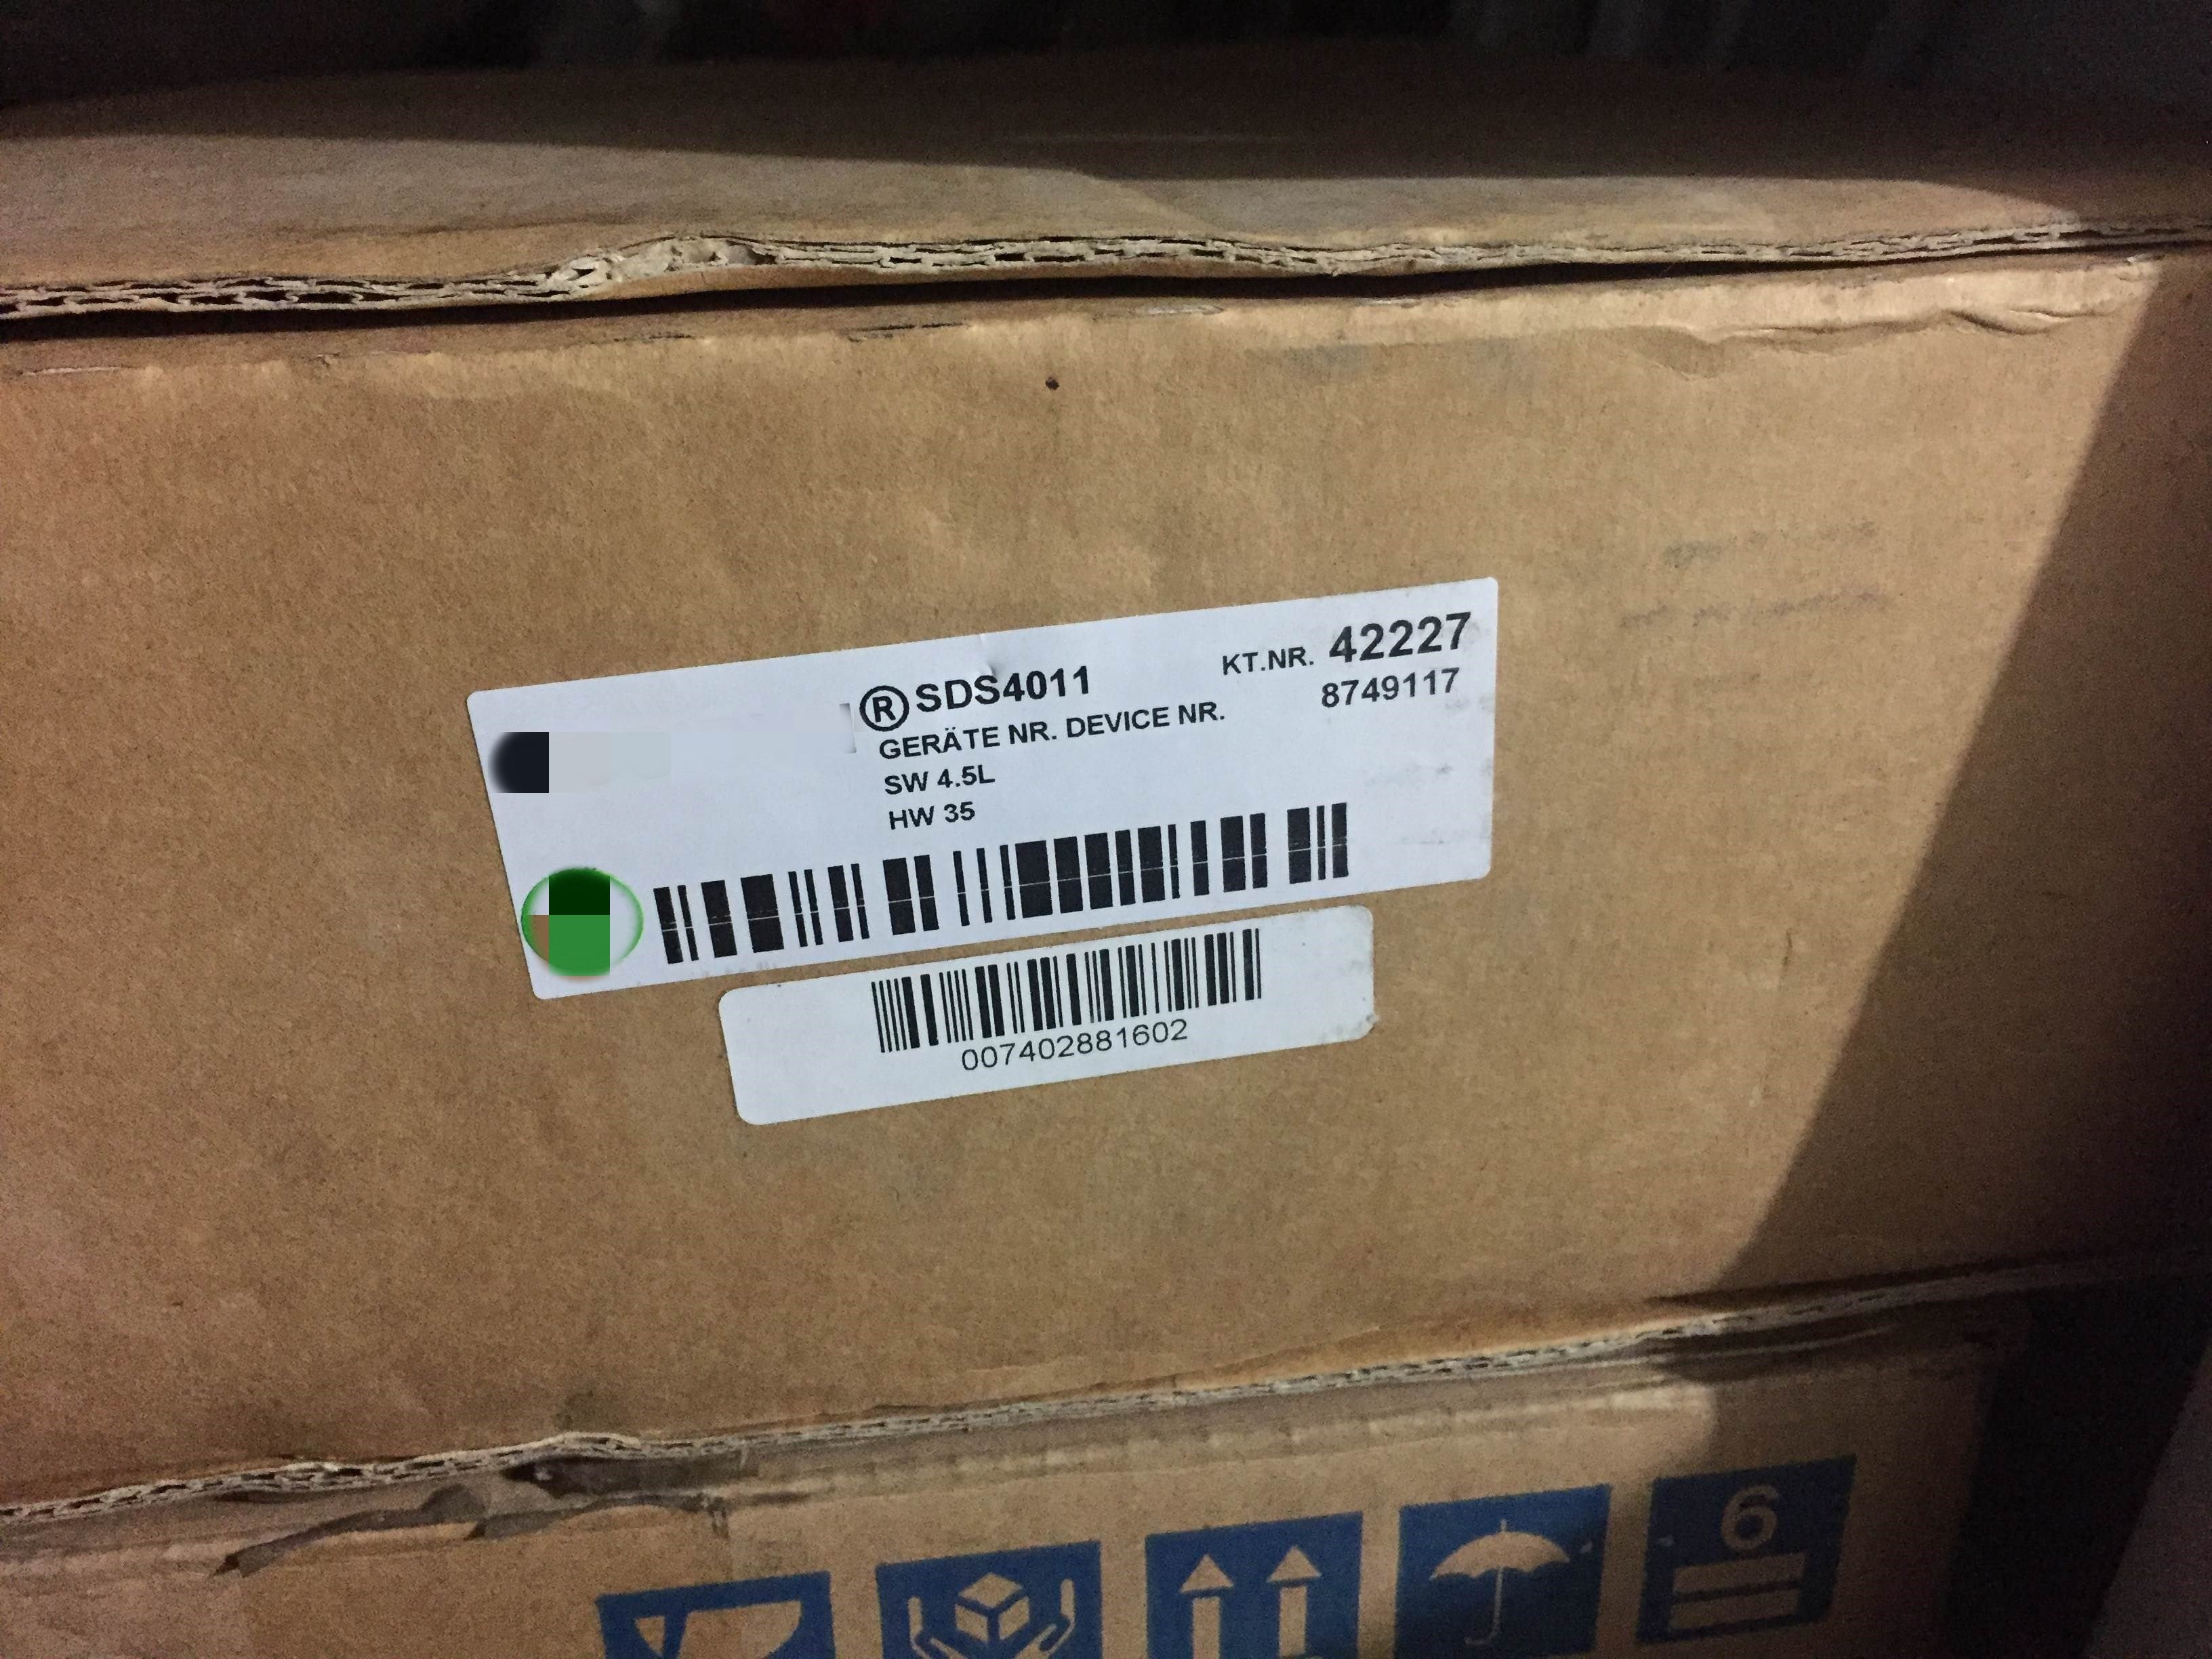 ®SDS4011
KT.NR. 42227
GERÄTE NR. DEVICE NR.
8749117
SW 4.5L
HW 35
007402881602
6